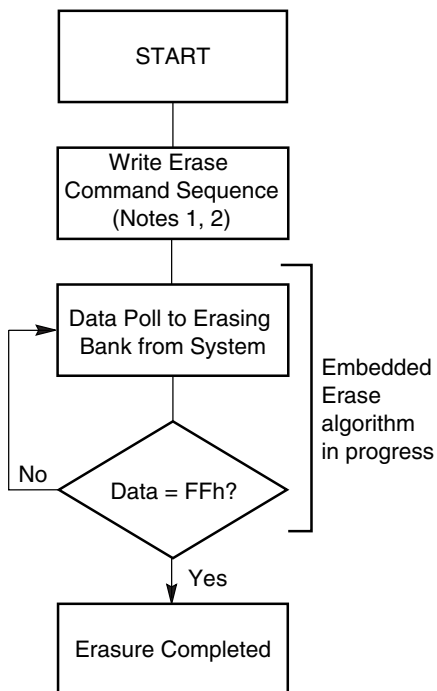 START
Write Erase
Command Sequence
(Notes 1, 2)
Data Poll to Erasing
Bank from System
Embedded
Erase
algorithm
in progress
No
Data = FFh?
Yes
Erasure Completed